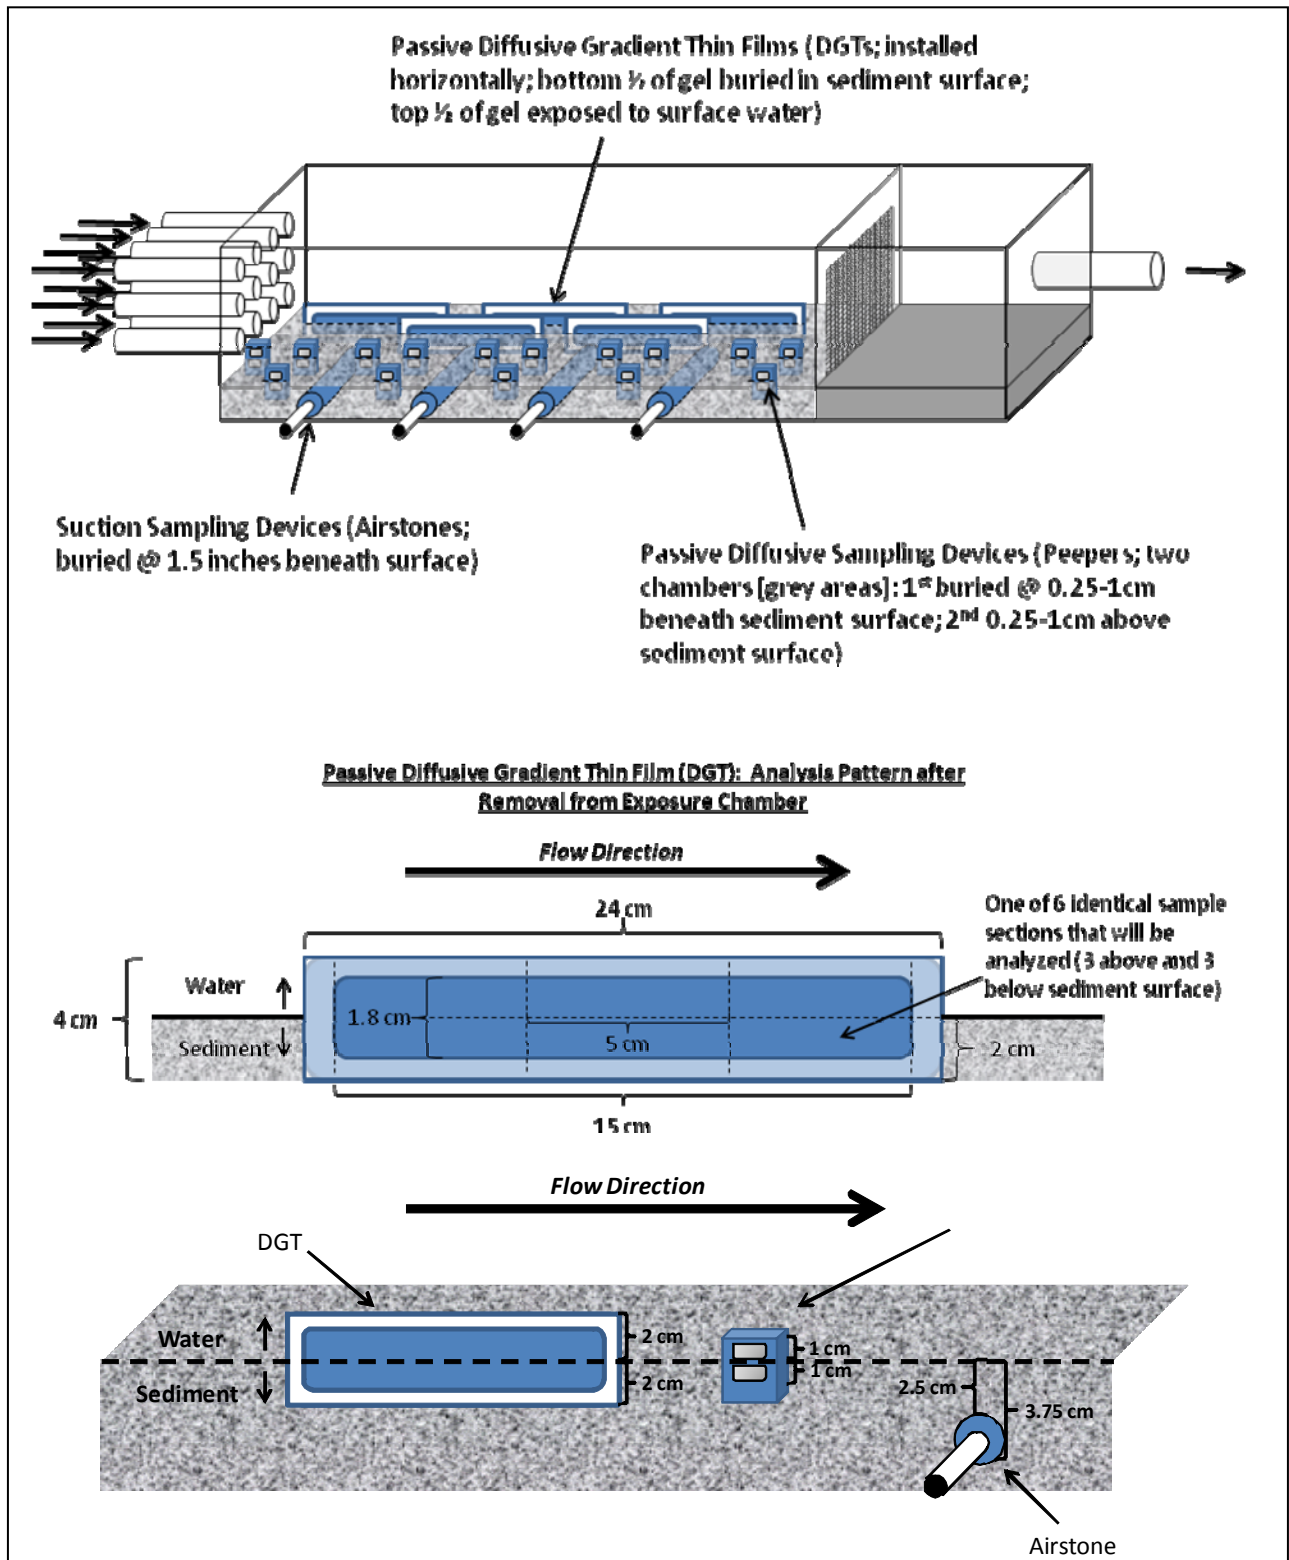 Passive Diffusive Gradient Thin Films (DGTs; installed
horizontally; bottom ½ of gel buried in sediment surface;
top ½ of gel exposed to surface water)
Suction Sampling Devices (Airstones;
buried @ 1.5 inches beneath surface)
Passive Diffusive Sampling Devices (Peepers; two
chambers [grey areas]: 1st buried @ 0.25-1cm
beneath sediment surface; 2nd 0.25-1cm above
sediment surface)
Passive Diffusive Gradient Thin Film (DGT): Analysis Pattern after
Removal from Exposure Chamber
Flow Direction
24 cm
One of 6 identical sample
sections that will be
analyzed (3 above and 3
below sediment surface)
Water
4 cm
1.8 cm
Sediment
5 cm
2 cm
15 cm
Flow Direction
DGT
Water
2 cm
1 cm
Sediment
2 cm
1 cm
2.5 cm
3.75 cm
Airstone